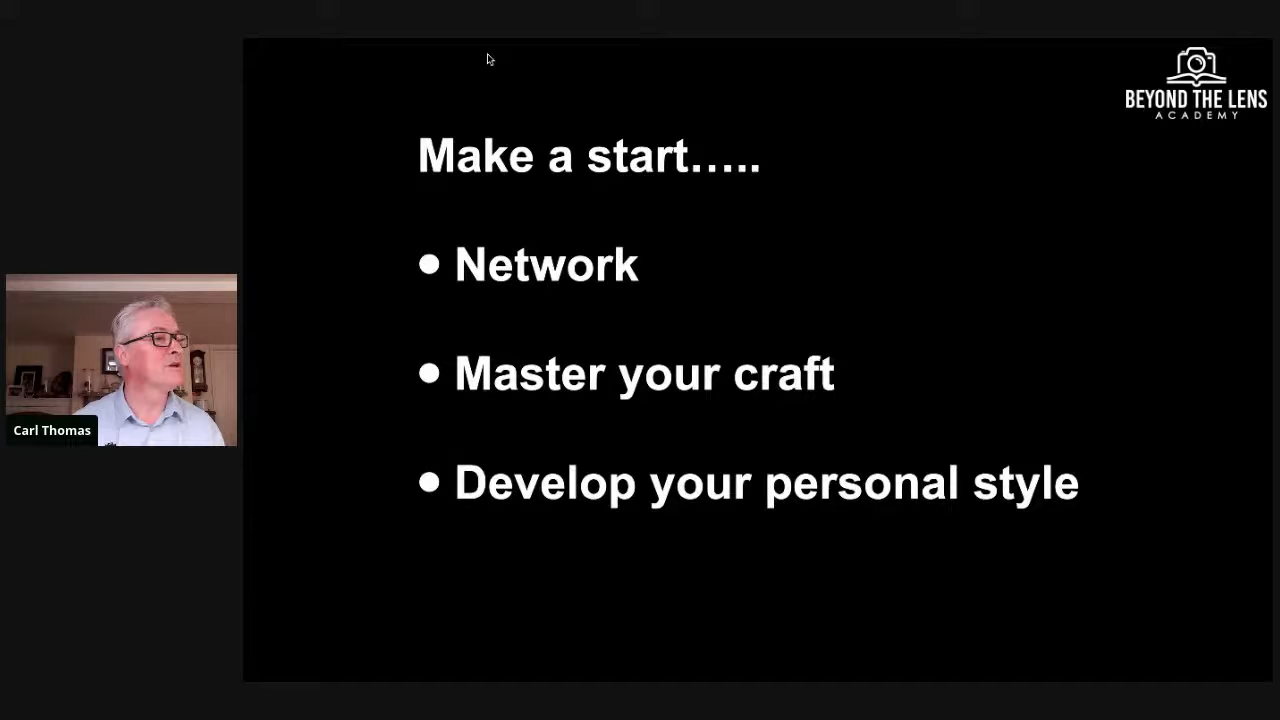 BEYOND THE LENS
ACADEMY
Make a start…..
• Network
• Master your craft
• Develop your personal style
Carl Thomas